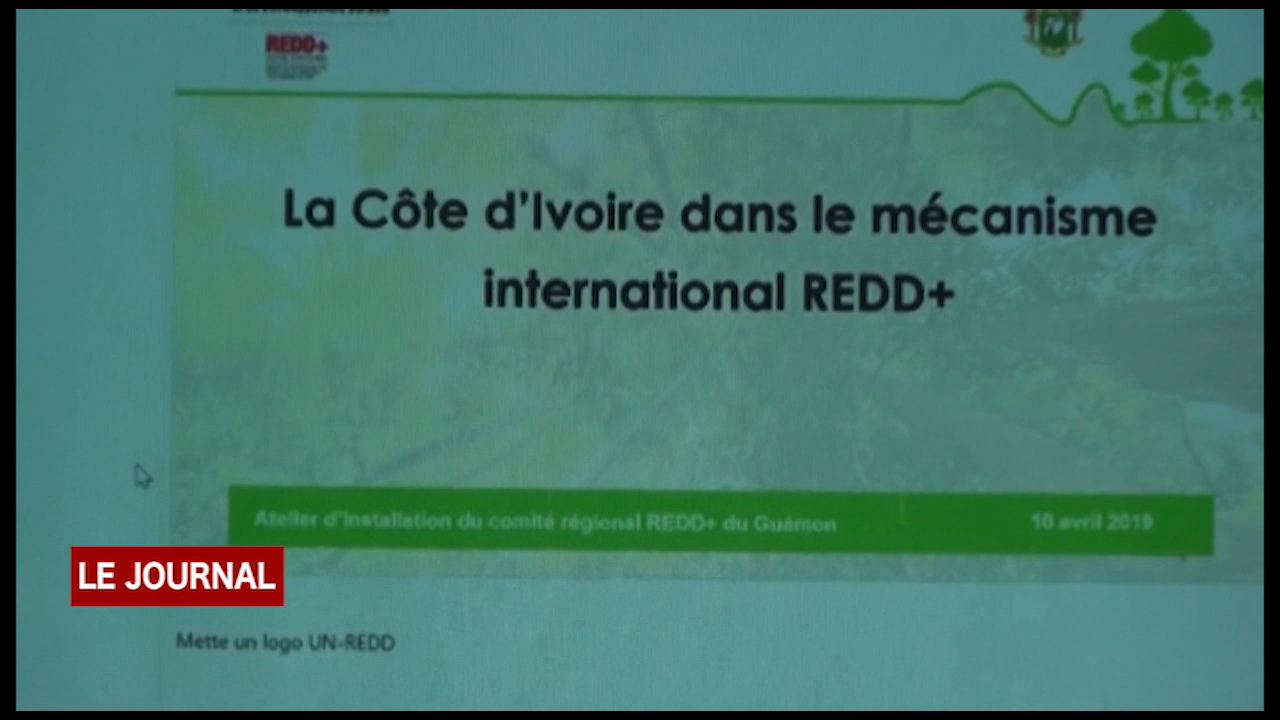 REDD+
La Côte d'Ivoire dans le mécanisme
international REDD+
Atelier d'installation du comité régional REDD+ du Guémon
10 avril 2019
LE JOURNAL
Mette un logo UN-REDD